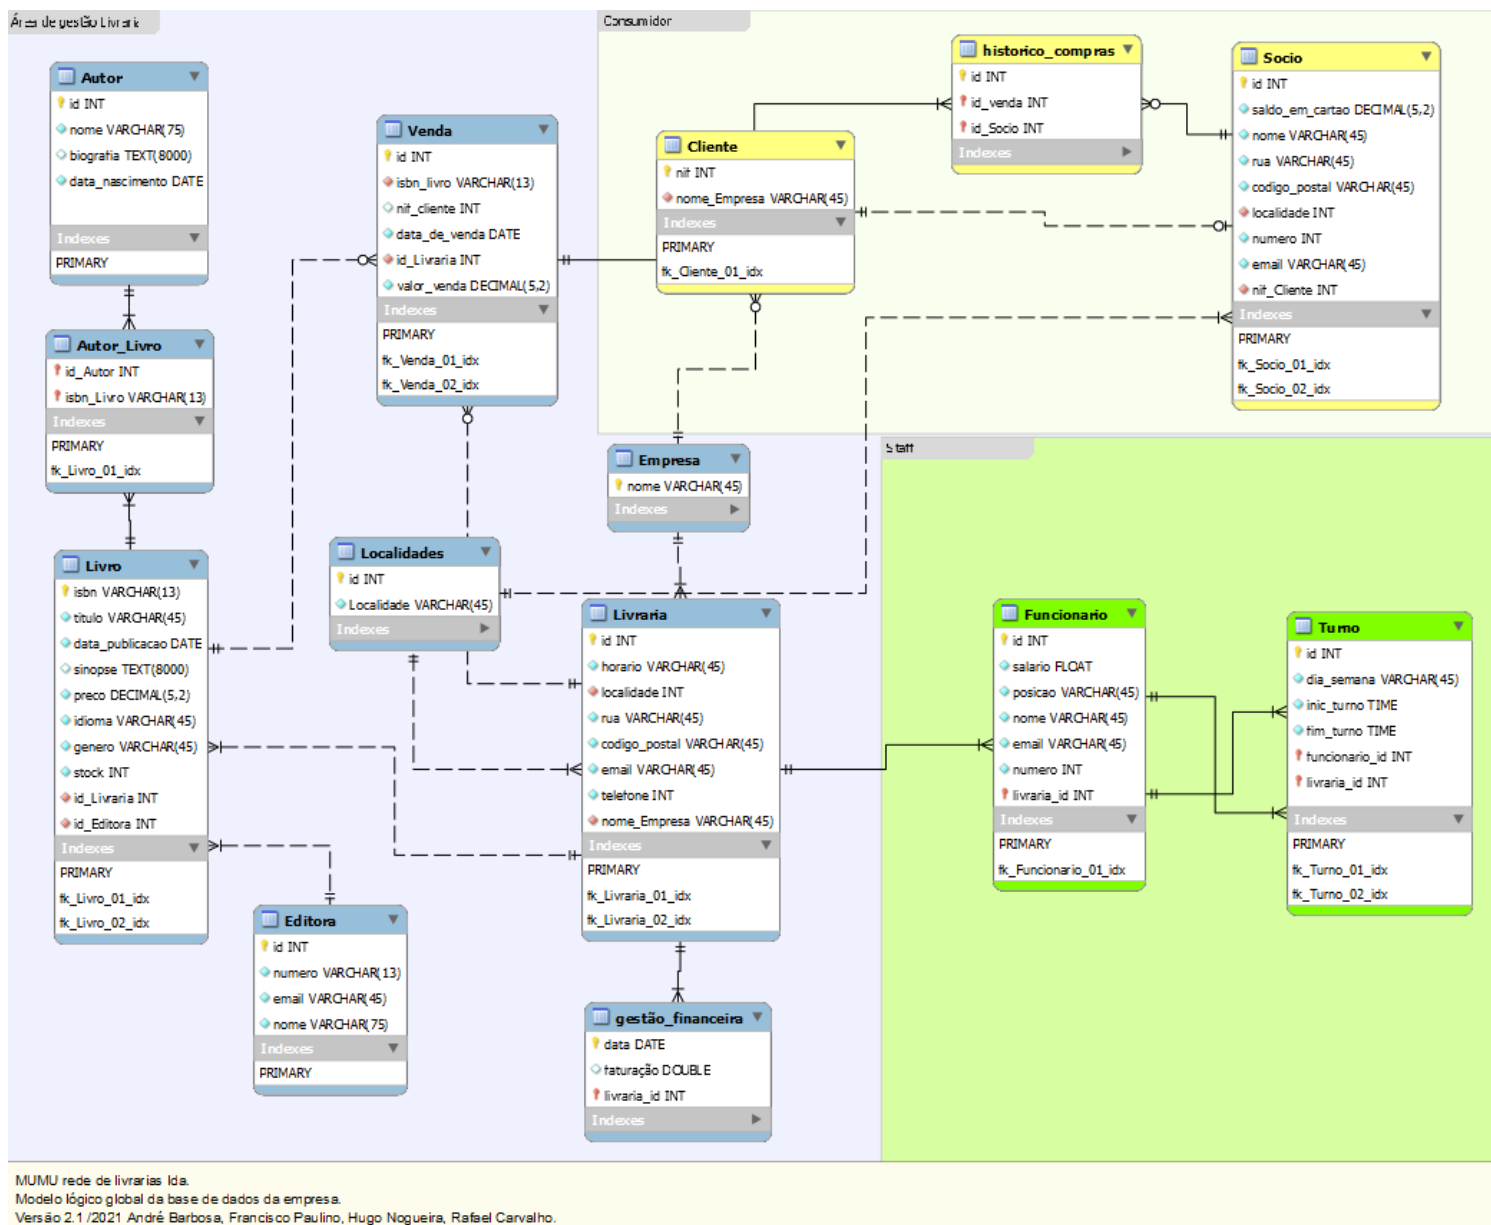 Área de gestão Livraria
Autor
id INT
nome VARCHAR(75)
biografia TEXT(8000)
data_nascimento DATE
Indexes
PRIMARY
Autor_Livro
id_Autor INT
isbn_Livro VARCHAR(13)
Indexes
PRIMARY
fk_Livro_01_idx
Livro
isbn VARCHAR(13)
titulo VARCHAR(45)
data_publicacao DATE
sinopse TEXT(8000)
preco DECIMAL(5,2)
idioma VARCHAR(45)
genero VARCHAR(45)
stock INT
id_Livraria INT
id_Editora INT
Indexes
PRIMARY
fk_Livro_01_idx
fk_Livro_02_idx
Venda
id INT
isbn_livro VARCHAR(13)
nif_cliente INT
data_de_venda DATE
id_Livraria INT
valor_venda DECIMAL(5,2)
Indexes
PRIMARY
fk_Venda_01_idx
fk_Venda_02_idx
Localidades
id INT
Localidade VARCHAR(45)
Indexes
Editora
id INT
numero VARCHAR(13)
email VARCHAR(45)
nome VARCHAR(75)
Indexes
PRIMARY
Empresa
nome VARCHAR(45)
Indexes
Livraria
id INT
horario VARCHAR(45)
localidade INT
rua VARCHAR(45)
codigo_postal VARCHAR(45)
email VARCHAR(45)
telefone INT
nome_Empresa VARCHAR(45)
Indexes
PRIMARY
fk_Livraria_01_idx
fk_Livraria_02_idx
gestão_financeira
data DATE
faturação DOUBLE
livraria_id INT
Indexes
Consumidor
Cliente
nif INT
nome_Empresa VARCHAR(45)
Indexes
PRIMARY
fk_Cliente_01_idx
historico_compras
id INT
id_venda INT
id_Socio INT
Indexes
Socio
id INT
saldo_em_cartao DECIMAL(5,2)
nome VARCHAR(45)
rua VARCHAR(45)
codigo_postal VARCHAR(45)
localidade INT
numero INT
email VARCHAR(45)
nif_Cliente INT
Indexes
PRIMARY
fk_Socio_01_idx
fk_Socio_02_idx
Staff
Funcionario
id INT
salario FLOAT
posicao VARCHAR(45)
nome VARCHAR(45)
email VARCHAR(45)
numero INT
livraria_id INT
Indexes
PRIMARY
fk_Funcionario_01_idx
Turno
id INT
dia_semana VARCHAR(45)
inic_turno TIME
fim_turno TIME
funcionario_id INT
livraria_id INT
Indexes
PRIMARY
fk_Turno_01_idx
fk_Turno_02_idx
MUMU rede de livrarias lda.
Modelo lógico global da base de dados da empresa.
Versão 2.1 /2021 André Barbosa, Francisco Paulino, Hugo Nogueira, Rafael Carvalho.